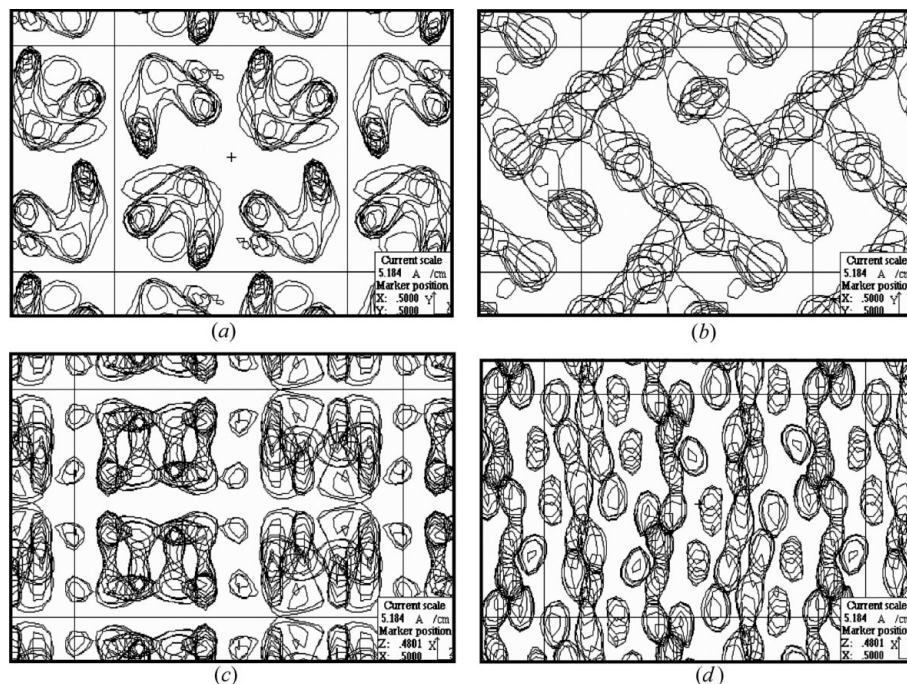 Current scale
5.184 A /cm
Marker position
X: .5000 Y
Y: .5000 X
(a)
Current scale
5.184 A /cm
Marker position
X: .5000 Y
Y: .5000
(b)
Current scale
5.184 A /cm
Marker position
Z: .4801 X
X: .5000
(c)
Current scale
5.184 A /cm
Marker position
Z: .4801 X
X: .5000
(d)